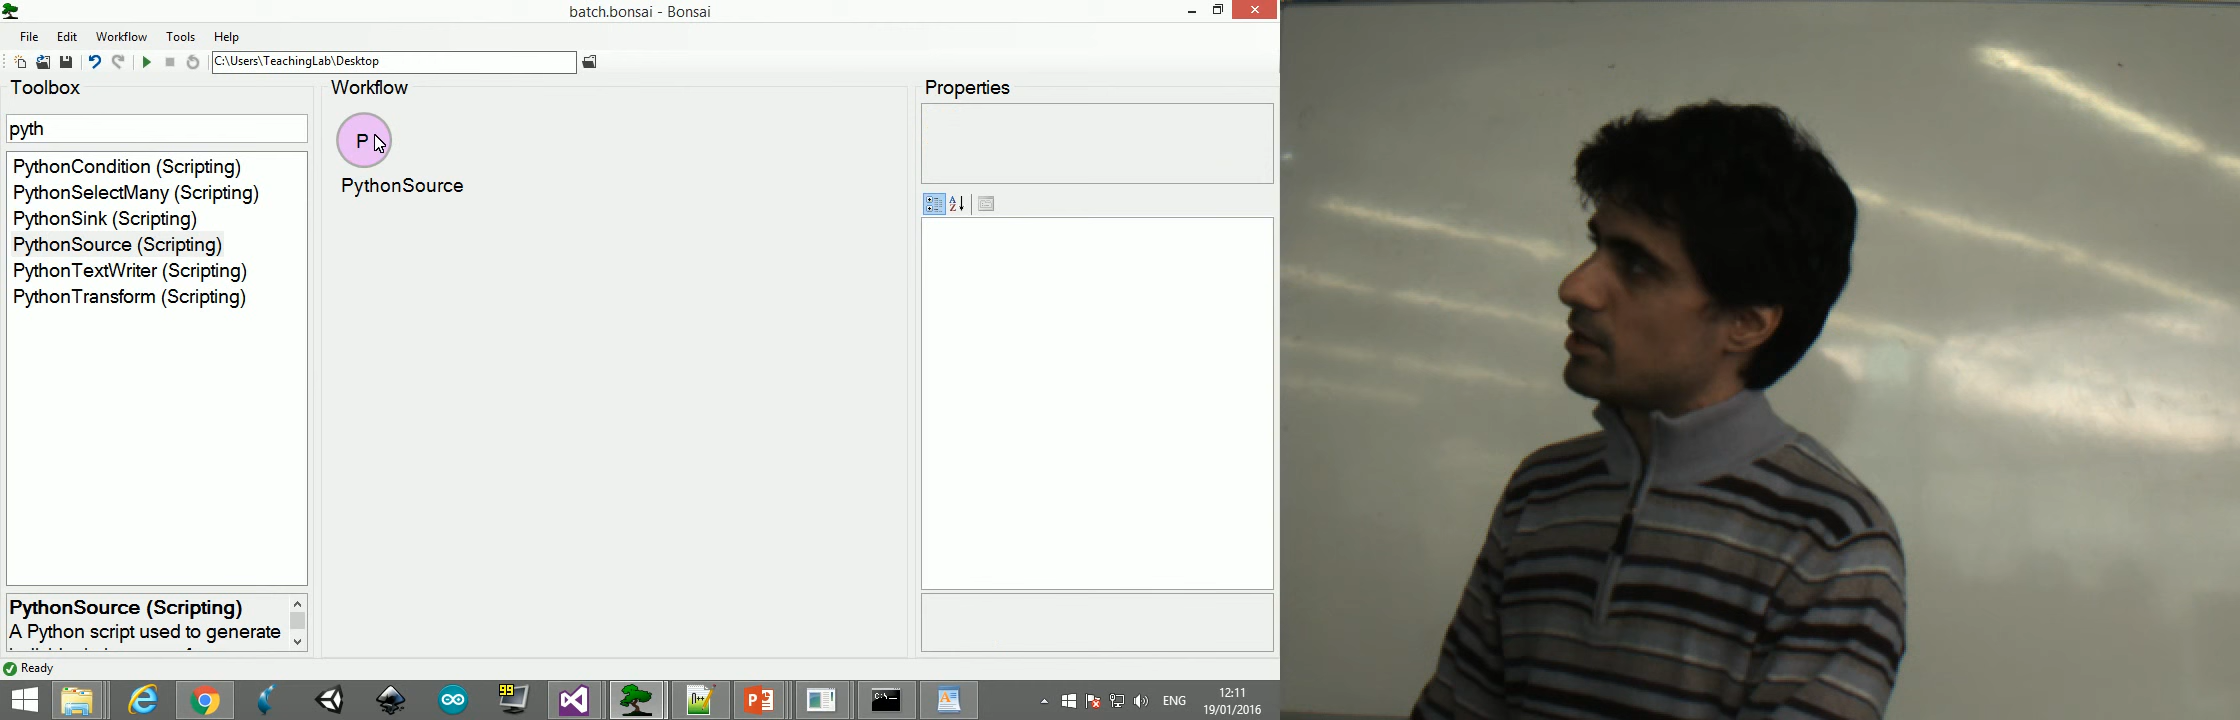 batch.bonsai - Bonsai
File Edit Workflow Tools Help
C:\Users\TeachingLab\Desktop
Toolbox
pyth
PythonCondition (Scripting)
PythonSelectMany (Scripting)
PythonSink (Scripting)
PythonSource (Scripting)
PythonTextWriter (Scripting)
PythonTransform (Scripting)
PythonSource (Scripting)
A Python script used to generate
Workflow
P
PythonSource
Properties
A
Z
Ready
99
C:\
ENG
12:11
19/01/2016